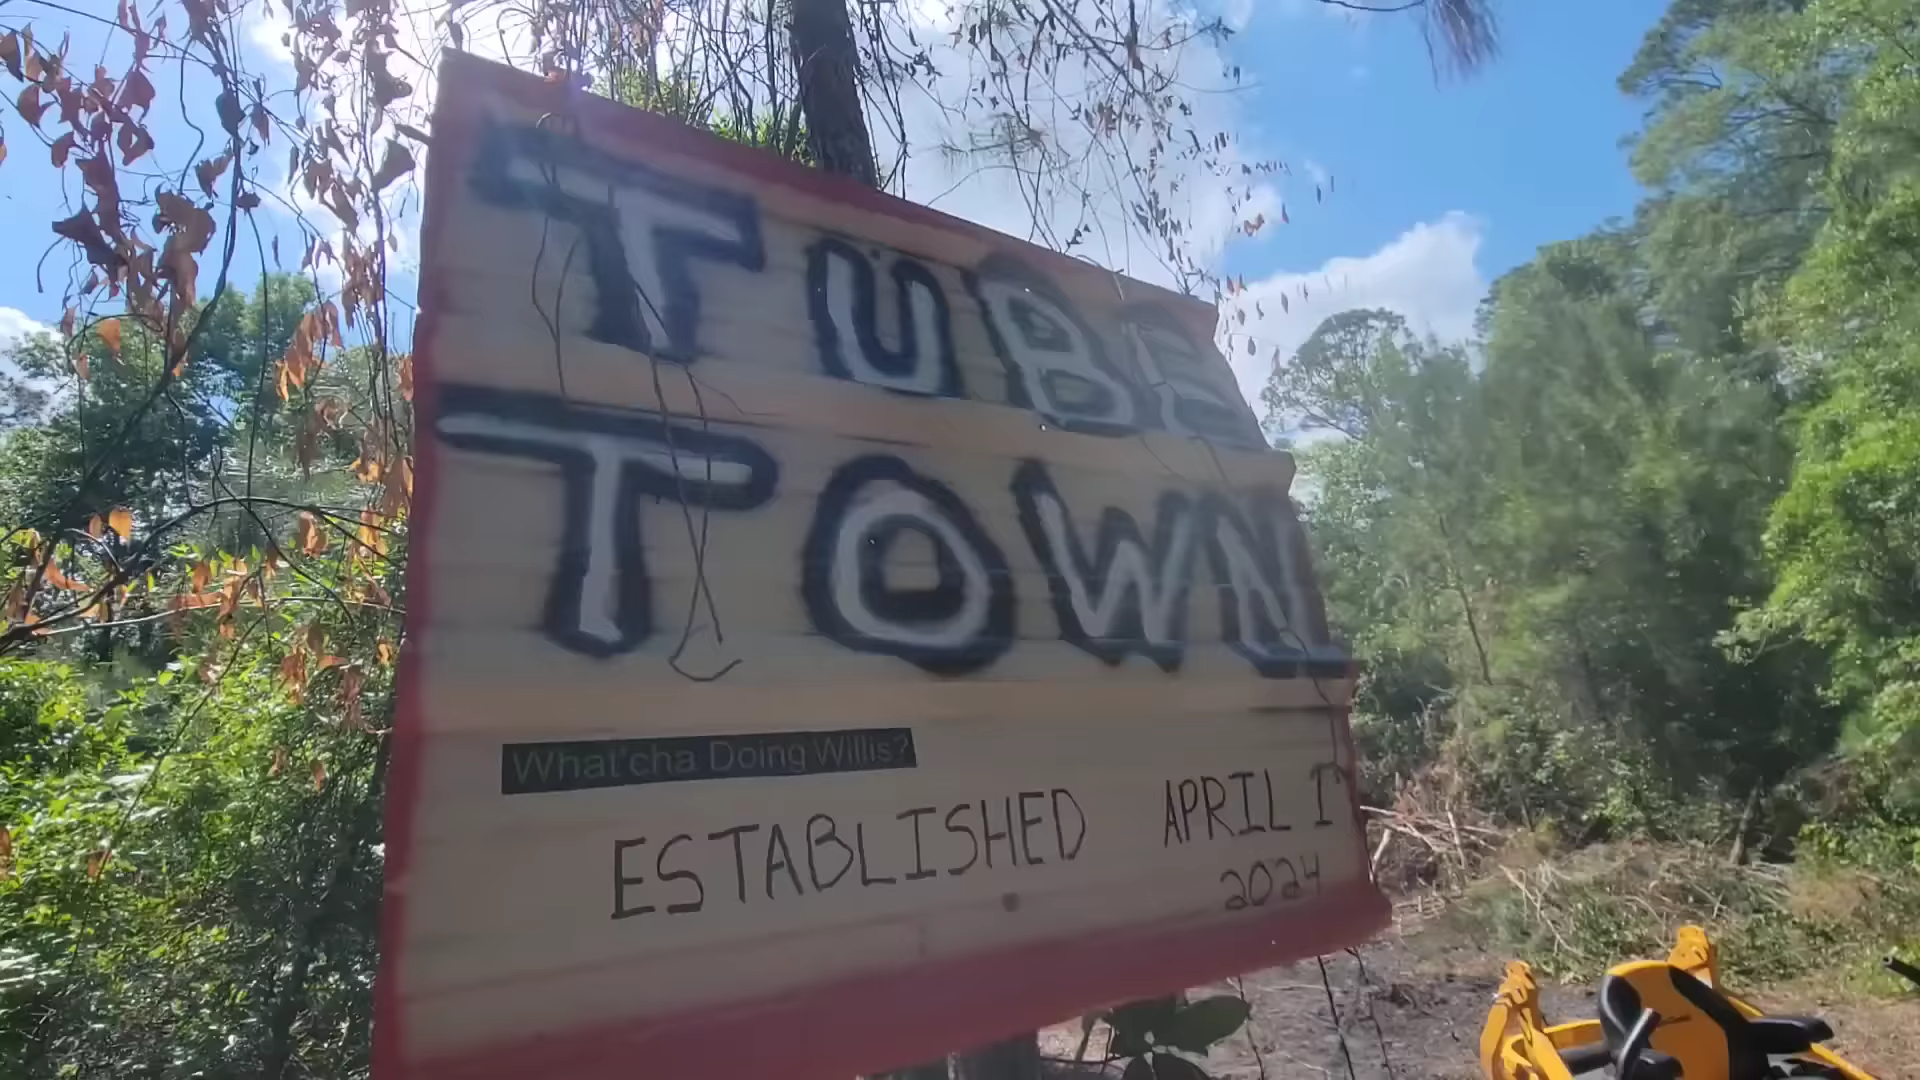 TUBE
TOWN
What'cha Doing Willis?
ESTABLISHED APRIL 1
2024